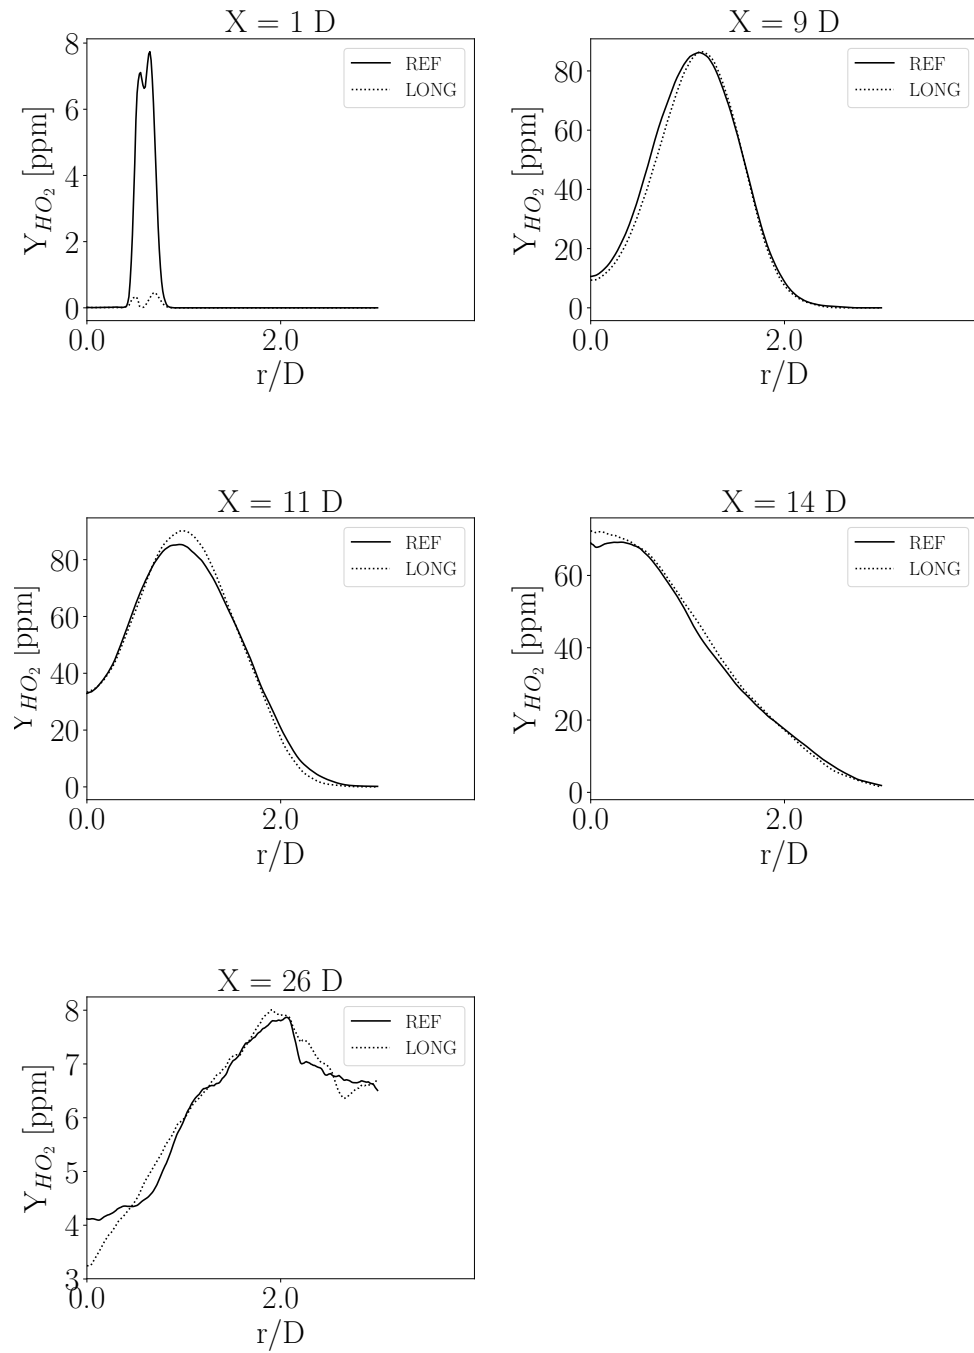 X = 1 D
8
6
4
2
0
Y_{HO_2} [ppm]
REF
LONG
0.0 2.0
r/D
X = 9 D
80
60
40
20
0
Y_{HO_2} [ppm]
REF
LONG
0.0 2.0
r/D
X = 11 D
80
60
40
20
0
Y_{HO_2} [ppm]
REF
LONG
0.0 2.0
r/D
X = 14 D
60
40
20
0
Y_{HO_2} [ppm]
REF
LONG
0.0 2.0
r/D
X = 26 D
8
7
6
5
4
3
Y_{HO_2} [ppm]
REF
LONG
0.0 2.0
r/D